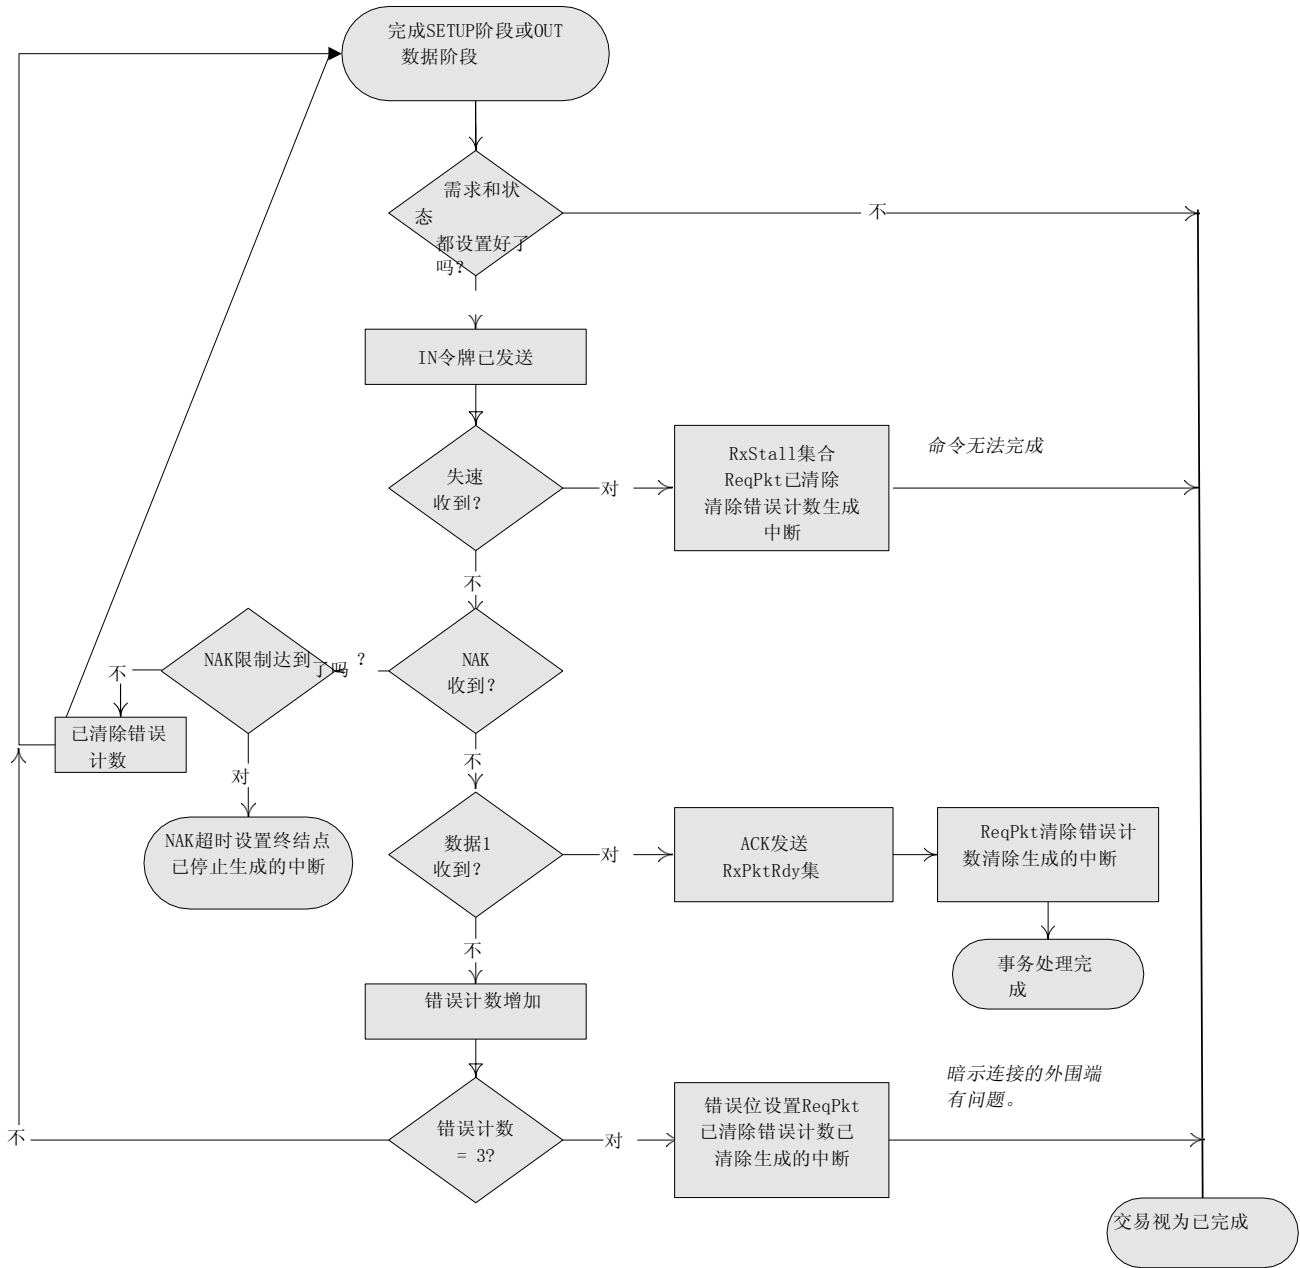 完成SETUP阶段或OUT
数据阶段
需求和状
态
都设置好了
吗？
不
IN令牌已发送
失速
收到？
对
RxStall集合
ReqPkt已清除
清除错误计数生成
中断
命令无法完成
不
NAK
收到？
NAK限制达到了吗？
不
已清除错误
计数
对
NAK超时设置终结点
已停止生成的中断
不
数据1
收到？
对
ACK发送
RxPktRdy集
ReqPkt清除错误计
数清除生成的中断
事务处理完
成
不
错误计数增加
错误计数
= 3?
不
对
错误位设置ReqPkt
已清除错误计数已
清除生成的中断
暗示连接的外围端
有问题。
交易视为已完成